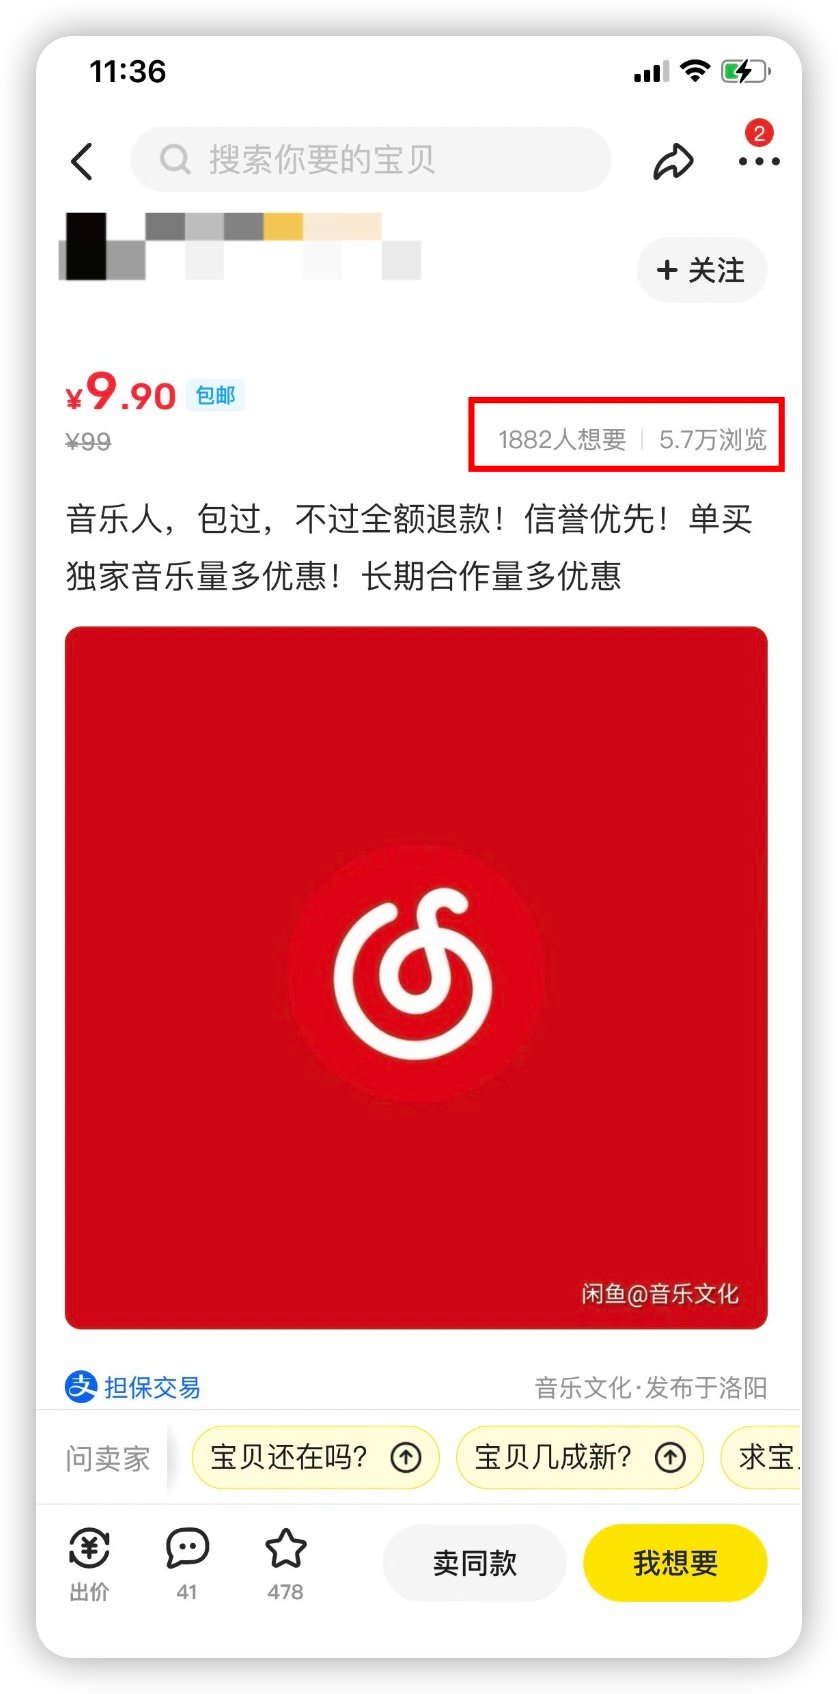 11:36
搜索你要的宝贝
2
+ 关注
¥9.90 包邮
¥99
1882人想要 | 5.7万浏览
音乐人，包过，不过全额退款！信誉优先！单买
独家音乐量多优惠！长期合作量多优惠
闲鱼@音乐文化
支 担保交易
音乐文化·发布于洛阳
问卖家
宝贝还在吗？
宝贝几成新？
求宝
出价
41
478
卖同款
我想要